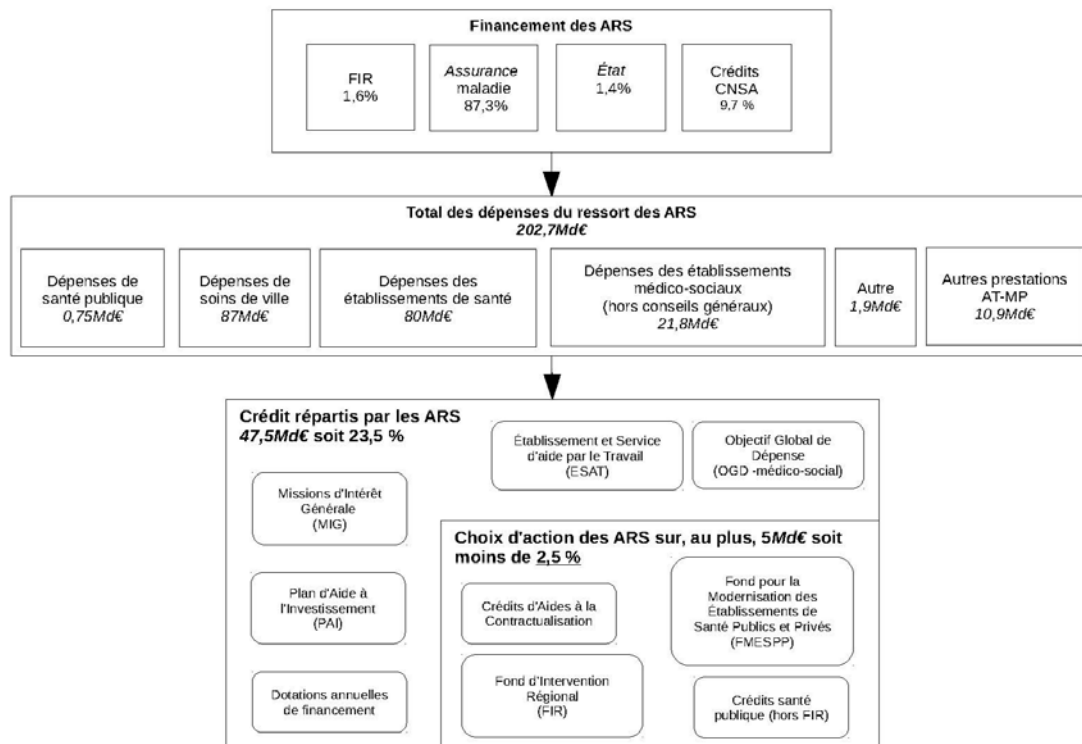 Financement des ARS
FIR
1,6%
Assurance
maladie
87,3%
État
1,4%
Crédits
CNSA
9,7 %
Total des dépenses du ressort des ARS
202,7Md€
Dépenses de
santé publique
0,75Md€
Dépenses de
soins de ville
87Md€
Dépenses des
établissements de santé
80Md€
Dépenses des établissements
médico-sociaux
(hors conseils généraux)
21,8Md€
Autre
1,9Md€
Autres prestations
AT-MP
10,9Md€
Crédit répartis par les ARS
47,5Md€ soit 23,5 %
Établissement et Service
d'aide par le Travail
(ESAT)
Objectif Global de
Dépense
(OGD -médico-social)
Missions d'Intérêt
Générale
(MIG)
Plan d'Aide à
l'Investissement
(PAI)
Dotations annuelles
de financement
Choix d'action des ARS sur, au plus, 5Md€ soit
moins de 2,5 %
Crédits d'Aides à la
Contractualisation
Fond pour la
Modernisation des
Établissements de
Santé Publics et Privés
(FMESPP)
Fond d'Intervention
Régional
(FIR)
Crédits santé
publique (hors FIR)